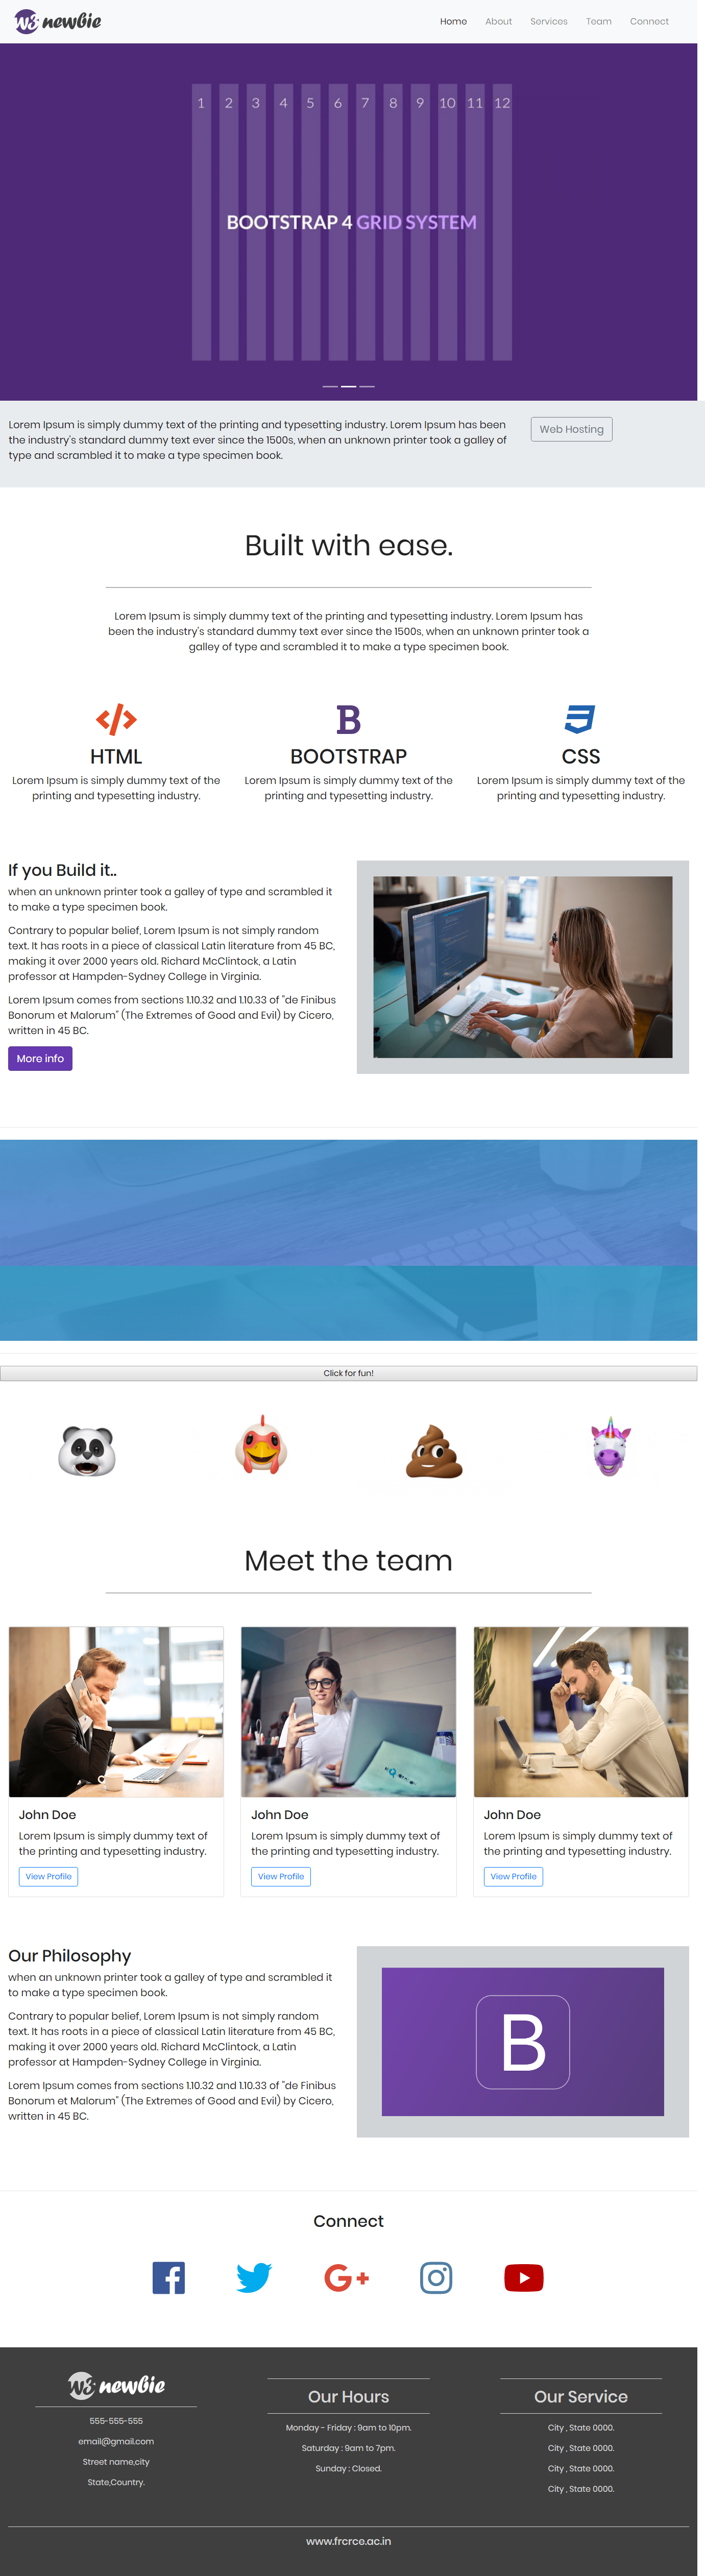 W3 newbie
Home About Services Team Connect
1 2 3 4 5 6 7 8 9 10 11 12
BOOTSTRAP 4 GRID SYSTEM
Lorem Ipsum is simply dummy text of the printing and typesetting industry. Lorem Ipsum has been
the industry's standard dummy text ever since the 1500s, when an unknown printer took a galley of
type and scrambled it to make a type specimen book.
Web Hosting
Built with ease.
Lorem Ipsum is simply dummy text of the printing and typesetting industry. Lorem Ipsum has
been the industry's standard dummy text ever since the 1500s, when an unknown printer took a
galley of type and scrambled it to make a type specimen book.
B
HTML
Lorem Ipsum is simply dummy text of the
printing and typesetting industry.
BOOTSTRAP
Lorem Ipsum is simply dummy text of the
printing and typesetting industry.
CSS
Lorem Ipsum is simply dummy text of the
printing and typesetting industry.
If you Build it..
when an unknown printer took a galley of type and scrambled it
to make a type specimen book.
Contrary to popular belief, Lorem Ipsum is not simply random
text. It has roots in a piece of classical Latin literature from 45 BC,
making it over 2000 years old. Richard McClintock, a Latin
professor at Hampden-Sydney College in Virginia.
Lorem Ipsum comes from sections 1.10.32 and 1.10.33 of "de Finibus
Bonorum et Malorum" (The Extremes of Good and Evil) by Cicero,
written in 45 BC.
More info
Click for fun!
Meet the team
John Doe
Lorem Ipsum is simply dummy text of
the printing and typesetting industry.
View Profile
John Doe
Lorem Ipsum is simply dummy text of
the printing and typesetting industry.
View Profile
John Doe
Lorem Ipsum is simply dummy text of
the printing and typesetting industry.
View Profile
Our Philosophy
when an unknown printer took a galley of type and scrambled it
to make a type specimen book.
Contrary to popular belief, Lorem Ipsum is not simply random
text. It has roots in a piece of classical Latin literature from 45 BC,
making it over 2000 years old. Richard McClintock, a Latin
professor at Hampden-Sydney College in Virginia.
Lorem Ipsum comes from sections 1.10.32 and 1.10.33 of "de Finibus
Bonorum et Malorum" (The Extremes of Good and Evil) by Cicero,
written in 45 BC.
B
Connect
f
G+
W3 newbie
555-555-555
email@gmail.com
Street name,city
State,Country.
Our Hours
Monday - Friday : 9am to 10pm.
Saturday : 9am to 7pm.
Sunday : Closed.
Our Service
City , State 0000.
City , State 0000.
City , State 0000.
City , State 0000.
www.frcrce.ac.in